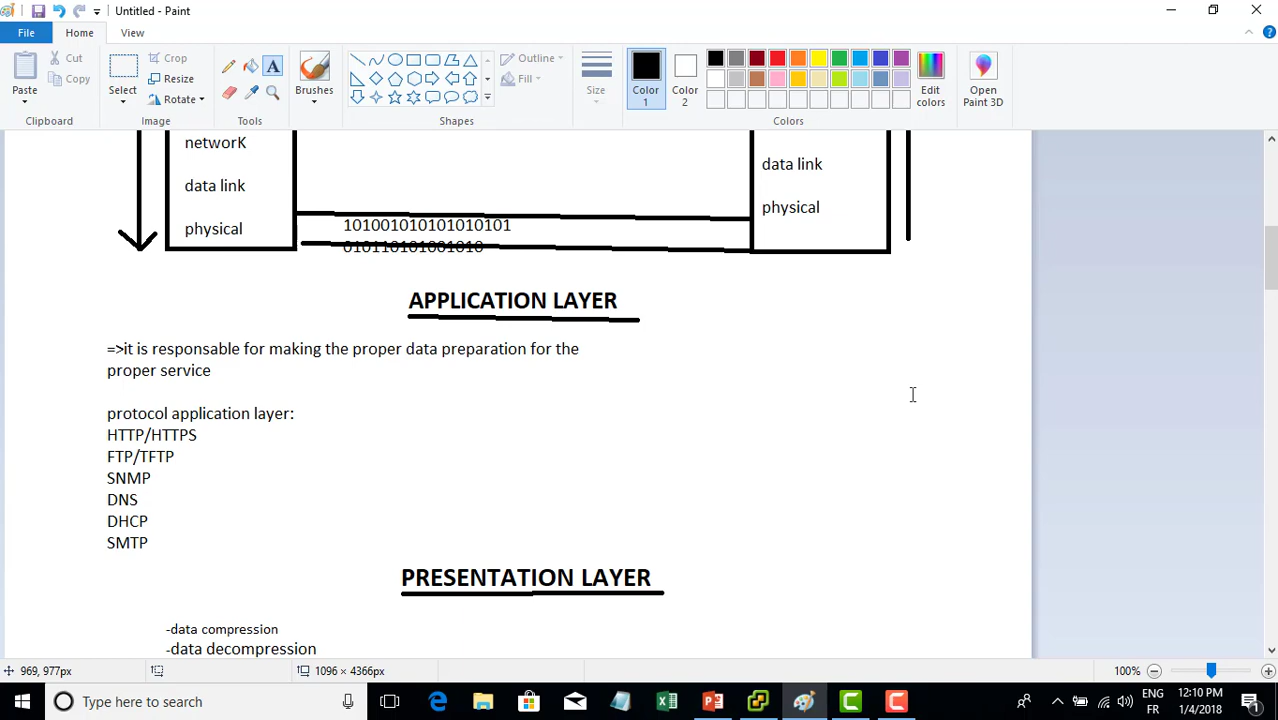 Untitled - Paint
File
Home
View
Paste
Cut
Copy
Clipboard
Select
Crop
Resize
Rotate
Image
Tools
Brushes
Shapes
Outline
Fill
Size
Color
1
Color
2
Colors
Edit
colors
Open
Paint 3D
networK
data link
physical
data link
physical
101001010101010101
010110101001010
APPLICATION LAYER
=>it is responsable for making the proper data preparation for the
proper service
protocol application layer:
HTTP/HTTPS
FTP/TFTP
SNMP
DNS
DHCP
SMTP
PRESENTATION LAYER
-data compression
-data decompression
969, 977px
1096 × 4366px
100%
Type here to search
ENG
FR
12:10 PM
1/4/2018
1